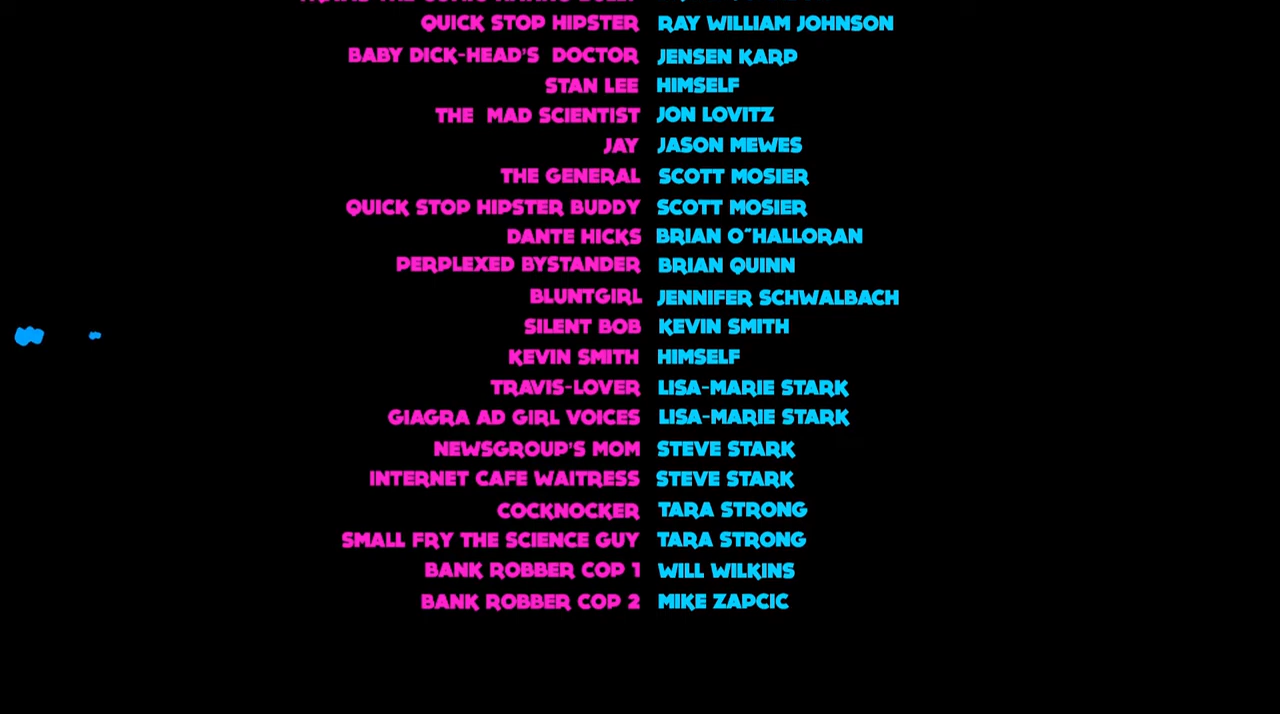 QUICK STOP HIPSTER RAY WILLIAM JOHNSON
BABY DICK-HEAD'S DOCTOR JENSEN KARP
STAN LEE HIMSELF
THE MAD SCIENTIST JON LOVITZ
JAY JASON MEWES
THE GENERAL SCOTT MOSIER
QUICK STOP HIPSTER BUDDY SCOTT MOSIER
DANTE HICKS BRIAN O"HALLORAN
PERPLEXED BYSTANDER BRIAN QUINN
BLUNTGIRL JENNIFER SCHWALBACH
SILENT BOB KEVIN SMITH
KEVIN SMITH HIMSELF
TRAVIS-LOVER LISA-MARIE STARK
GIAGRA AD GIRL VOICES LISA-MARIE STARK
NEWSGROUP'S MOM STEVE STARK
INTERNET CAFE WAITRESS STEVE STARK
COCKNOCKER TARA STRONG
SMALL FRY THE SCIENCE GUY TARA STRONG
BANK ROBBER COP 1 WILL WILKINS
BANK ROBBER COP 2 MIKE ZAPCIC